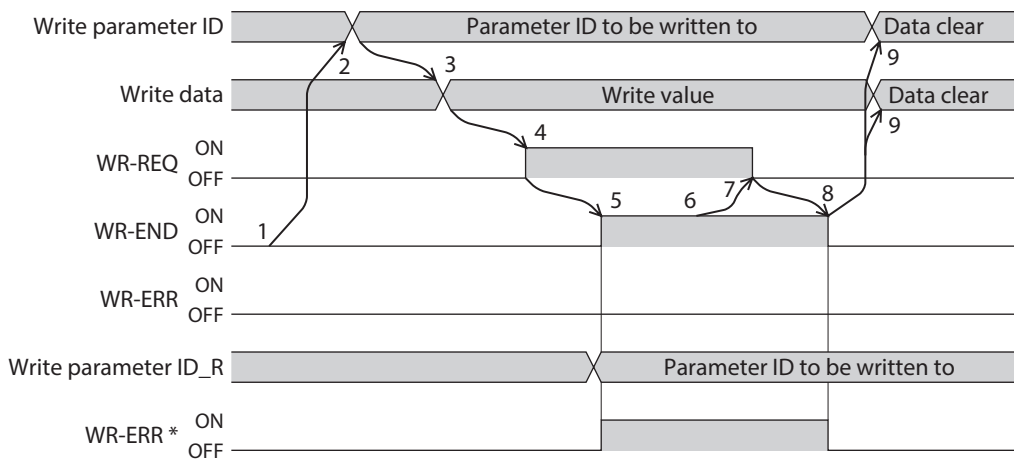 Write parameter ID Parameter ID to be written to Data clear
1 2 3 9
Write data Write value Data clear
4 9
WR-REQ ON
OFF
5 6 7 8
WR-END ON
OFF
WR-ERR ON
OFF
Write parameter ID_R Parameter ID to be written to
WR-ERR * ON
OFF